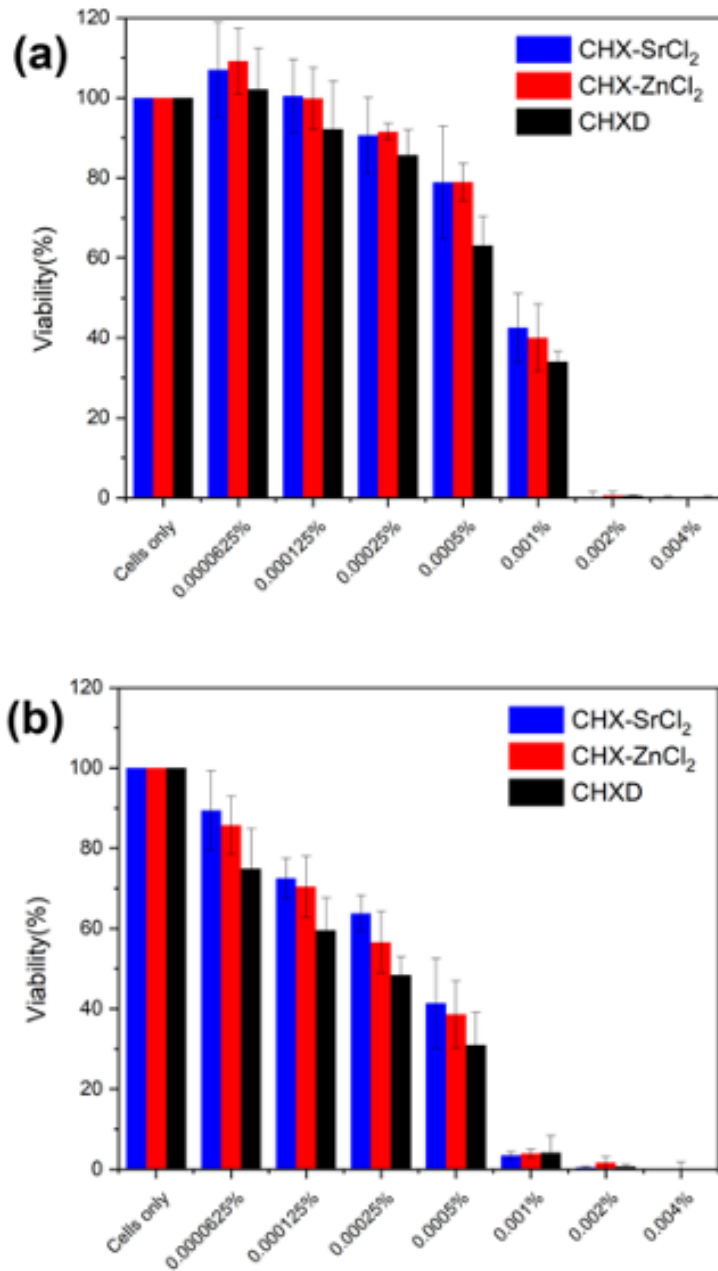 (a)
CHX-SrCl₂
CHX-ZnCl₂
CHXD
Viability(%)
120
100
80
60
40
20
0
Cells only
0.0000625%
0.000125%
0.00025%
0.0005%
0.001%
0.002%
0.004%
(b)
CHX-SrCl₂
CHX-ZnCl₂
CHXD
Viability(%)
120
100
80
60
40
20
0
Cells only
0.0000625%
0.000125%
0.00025%
0.0005%
0.001%
0.002%
0.004%